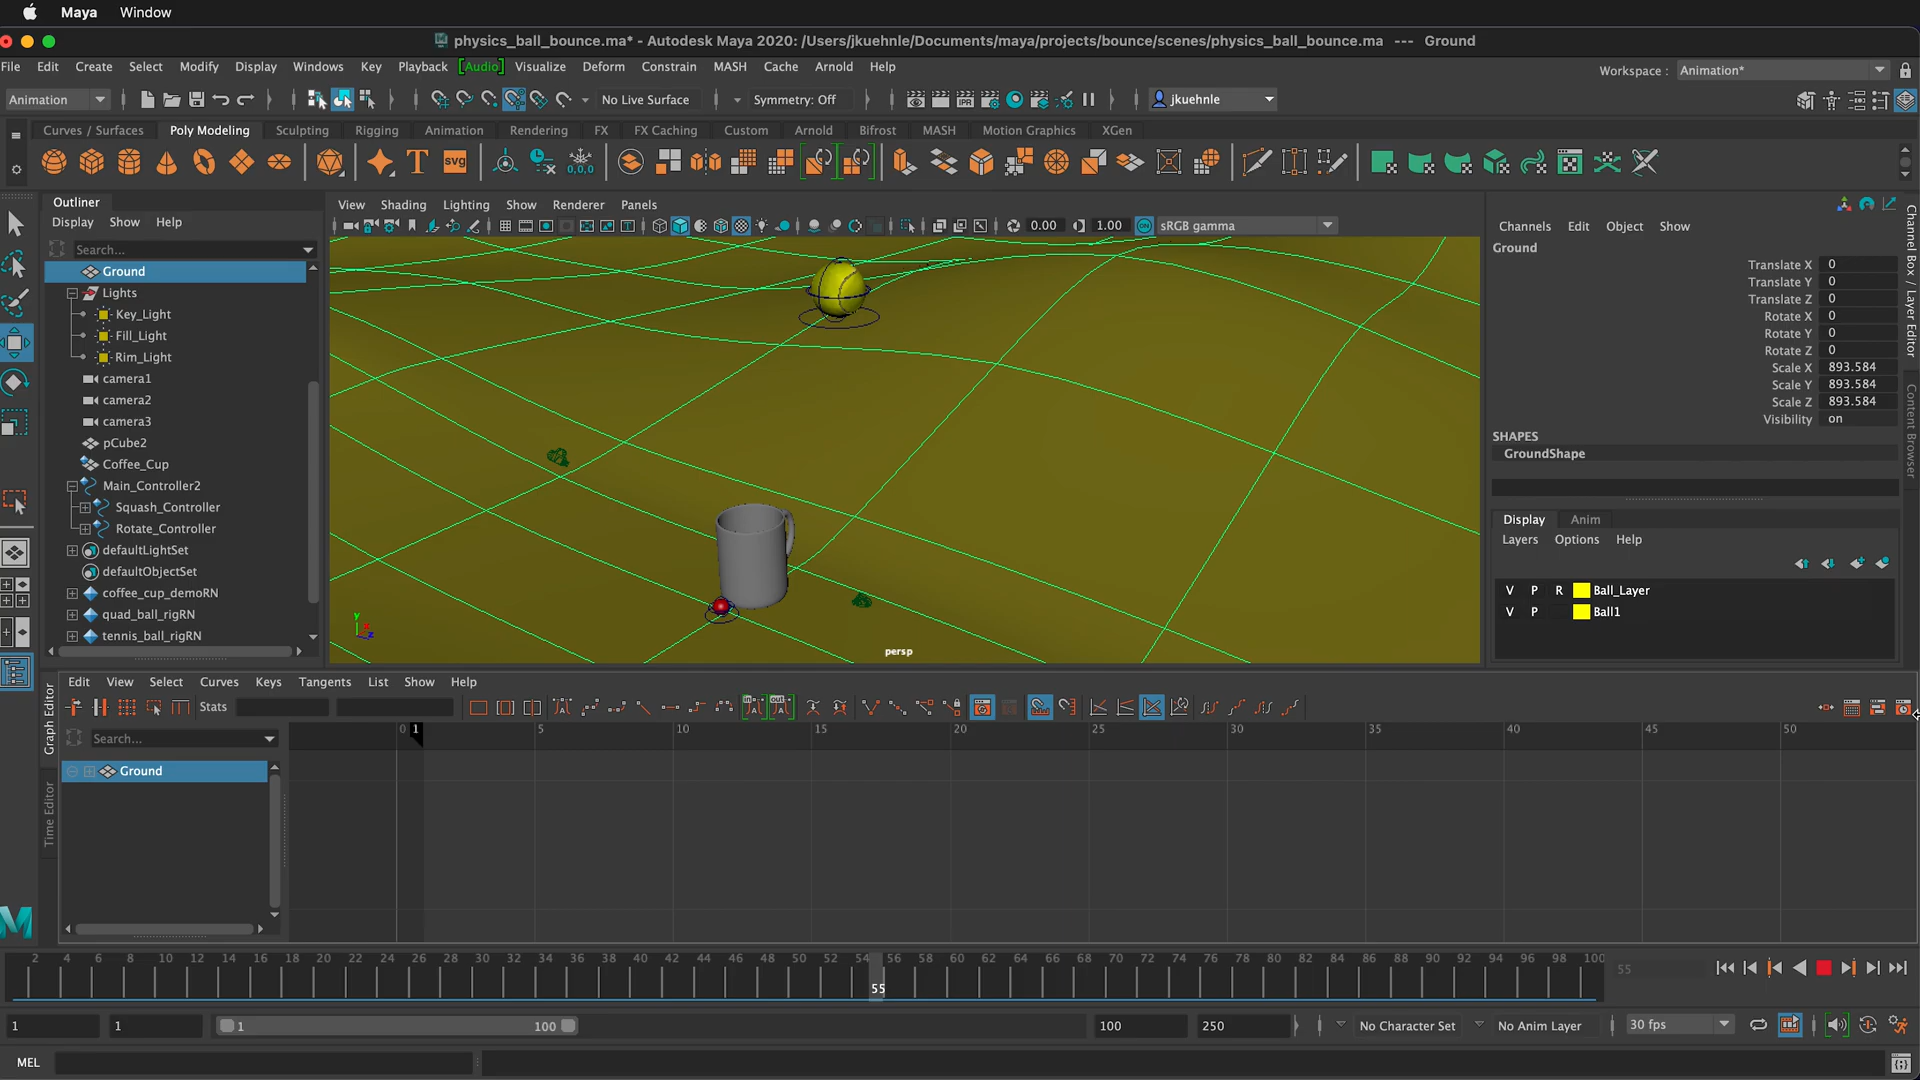 Maya Window
physics_ball_bounce.ma* - Autodesk Maya 2020: /Users/jkuehnle/Documents/maya/projects/bounce/scenes/physics_ball_bounce.ma --- Ground
File Edit Create Select Modify Display Windows Key Playback [Audio] Visualize Deform Constrain MASH Cache Arnold Help
Workspace : Animation*
Animation No Live Surface Symmetry: Off IPR jkuehnle
Curves / Surfaces Poly Modeling Sculpting Rigging Animation Rendering FX FX Caching Custom Arnold Bifrost MASH Motion Graphics XGen
T SVG 0,0,0
Outliner
Display Show Help
Search...
Ground
Lights
Key_Light
Fill_Light
Rim_Light
camera1
camera2
camera3
pCube2
Coffee_Cup
Main_Controller2
Squash_Controller
Rotate_Controller
defaultLightSet
defaultObjectSet
coffee_cup_demoRN
quad_ball_rigRN
tennis_ball_rigRN
View Shading Lighting Show Renderer Panels
0.00 1.00 ON sRGB gamma
y x z
persp
Channels Edit Object Show
Ground
Translate X 0
Translate Y 0
Translate Z 0
Rotate X 0
Rotate Y 0
Rotate Z 0
Scale X 893.584
Scale Y 893.584
Scale Z 893.584
Visibility on
SHAPES
GroundShape
Display Anim
Layers Options Help
V P R Ball_Layer
V P Ball1
Channel Box / Layer Editor
Content Browser
Graph Editor
Time Editor
Edit View Select Curves Keys Tangents List Show Help
Stats in out
Search...
Ground
0 1 5 10 15 20 25 30 35 40 45 50
2 4 6 8 10 12 14 16 18 20 22 24 26 28 30 32 34 36 38 40 42 44 46 48 50 52 54 56 58 60 62 64 66 68 70 72 74 76 78 80 82 84 86 88 90 92 94 96 98 100
55 55
1 1 1 100 100 250 No Character Set No Anim Layer 30 fps
MEL